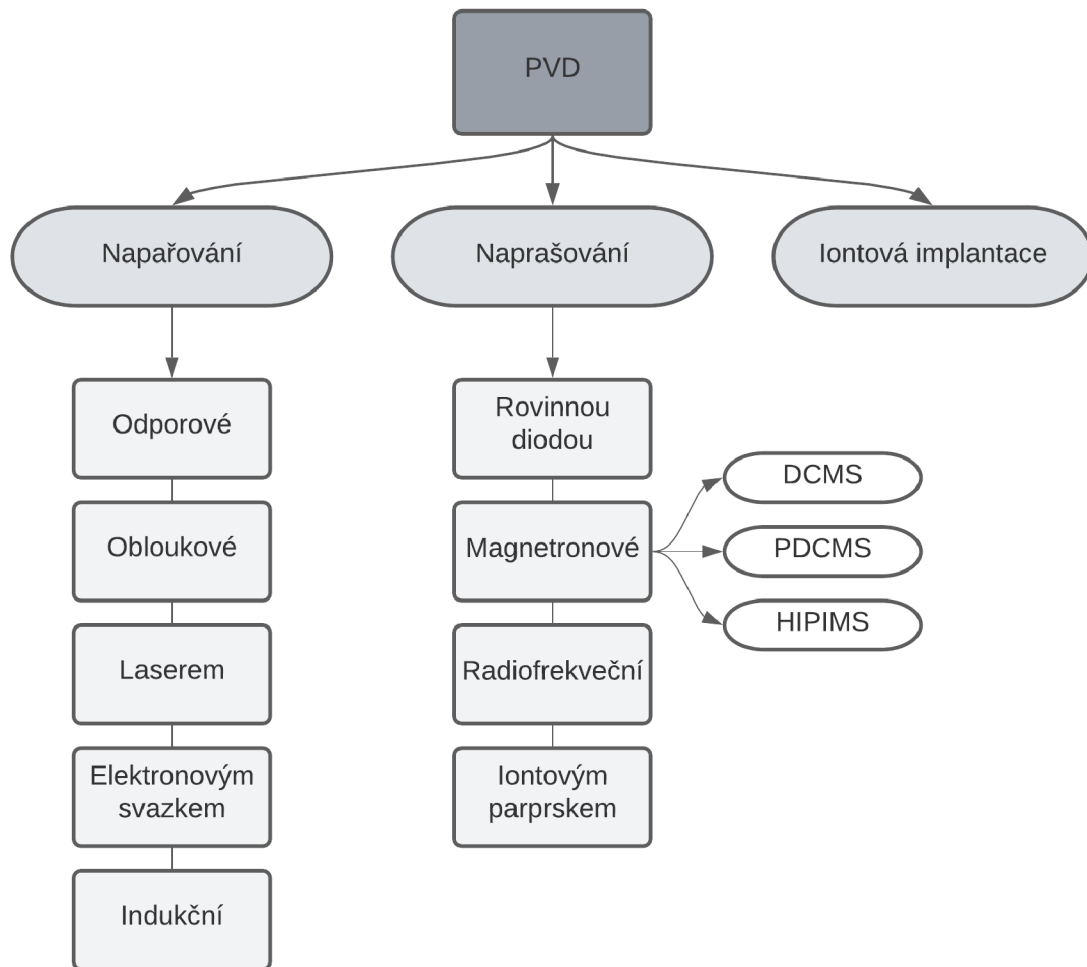 PVD
Napařování
Naprašování
Iontová implantace
Odporové
Obloukové
Laserem
Elektronovým
svazkem
Indukční
Rovinnou
diodou
Magnetronové
Radiofrekveční
Iontovým
parprskem
DCMS
PDCMS
HIPIMS